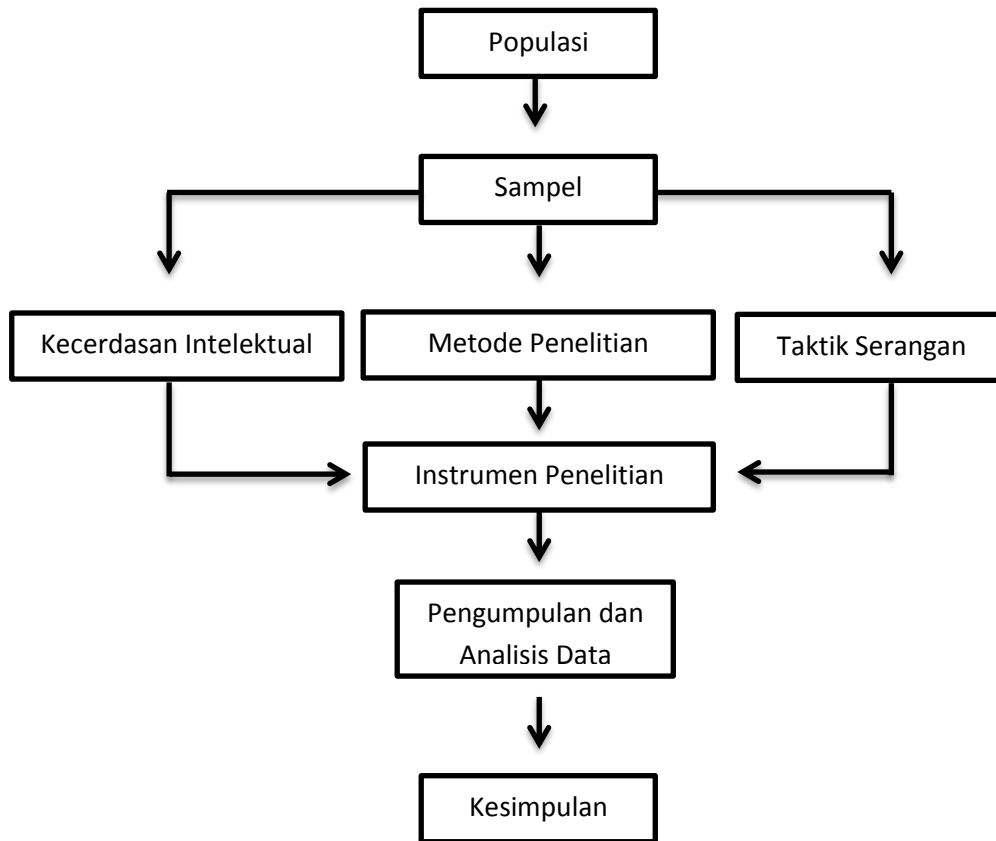 Populasi
Sampel
Kecerdasan Intelektual
Metode Penelitian
Taktik Serangan
Instrumen Penelitian
Pengumpulan dan
Analisis Data
Kesimpulan